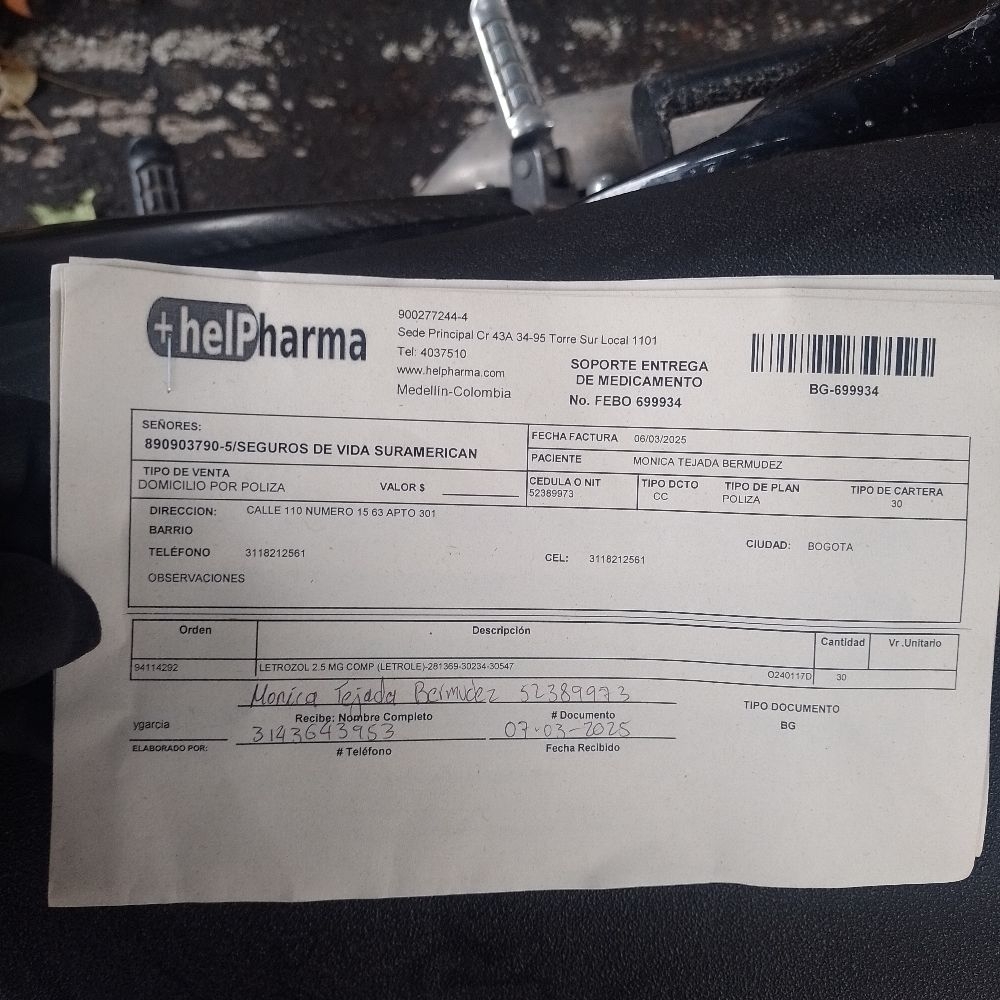 +helPharma
900277244-4
Sede Principal Cr 43A 34-95 Torre Sur Local 1101
Tel: 4037510
www.helpharma.com
Medellín-Colombia
SOPORTE ENTREGA
DE MEDICAMENTO
No. FEBO 699934
BG-699934
SEÑORES:
890903790-5/SEGUROS DE VIDA SURAMERICAN
FECHA FACTURA 06/03/2025
PACIENTE MONICA TEJADA BERMUDEZ
TIPO DE VENTA
DOMICILIO POR POLIZA VALOR $
CEDULA O NIT
52389973
TIPO DCTO
CC
TIPO DE PLAN
POLIZA
TIPO DE CARTERA
30
DIRECCION: CALLE 110 NUMERO 15 63 APTO 301
BARRIO
TELÉFONO 3118212561 CEL: 3118212561 CIUDAD: BOGOTA
OBSERVACIONES
Orden Descripción Cantidad Vr .Unitario
94114292 LETROZOL 2.5 MG COMP (LETROLE)-281369-30234-30547 O240117D 30
Monica Tejada Bermudez 52389973
Recibe: Nombre Completo # Documento
ygarcia 3143643953 07-03-2025
ELABORADO POR: # Teléfono Fecha Recibido
TIPO DOCUMENTO
BG